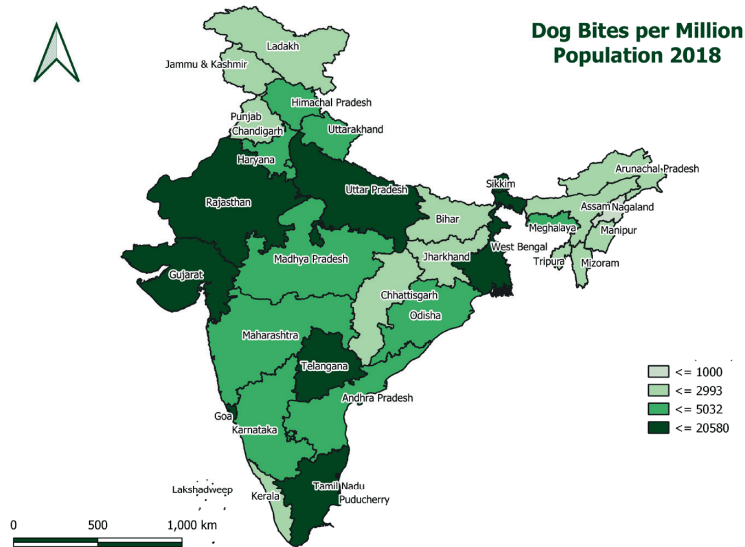 Dog Bites per Million
Population 2018
Ladakh
Jammu & Kashmir
Himachal Pradesh
Punjab
Chandigarh
Uttarakhand
Haryana
Arunachal Pradesh
Sikkim
Uttar Pradesh
Rajasthan
Assam
Nagaland
Bihar
Meghalaya
Manipur
West Bengal
Jharkhand
Madhya Pradesh
Tripura
Mizoram
Gujarat
Chhattisgarh
Odisha
Maharashtra
Telangana
Andhra Pradesh
Goa
Karnataka
Lakshadweep
Kerala
Tamil Nadu
Puducherry
<= 1000
<= 2993
<= 5032
<= 20580
0 500 1,000 km